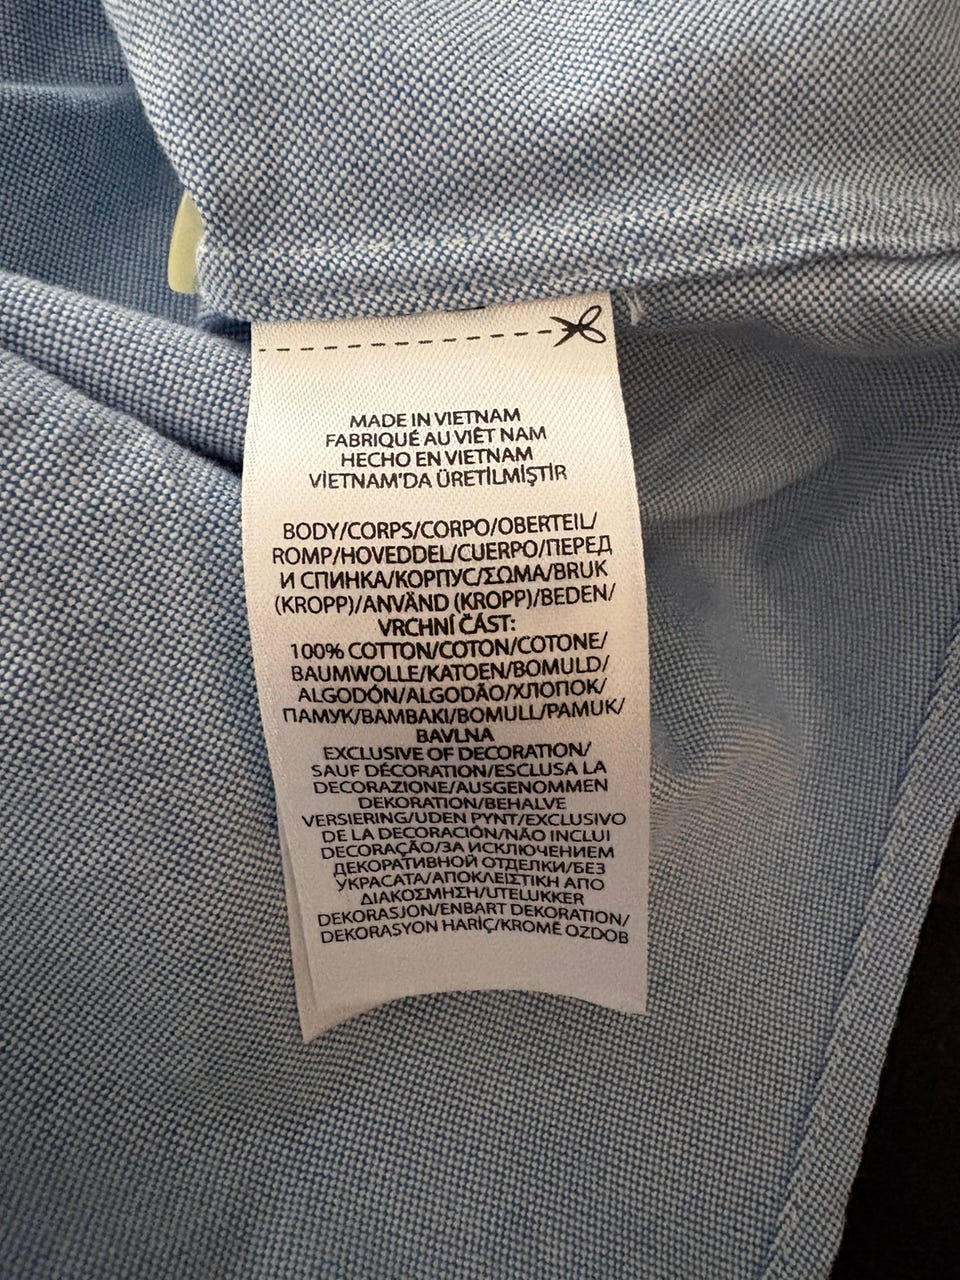 MADE IN VIETNAM
FABRIQUÉ AU VIÊT NAM
HECHO EN VIETNAM
VİETNAM'DA ÜRETİLMİŞTİR
BODY/CORPS/CORPO/OBERTEIL/
ROMP/HOVEDDEL/CUERPO/ПЕРЕД
И СПИНКА/КОРПУС/ΣΩΜΑ/BRUK
(KROPP)/ANVÄND (KROPP)/BEDEN/
VRCHNÍ ČÁST:
100% COTTON/COTON/COTONE/
BAUMWOLLE/KATOEN/BOMULD/
ALGODÓN/ALGODÃO/ХЛОПОК/
ПАМУК/ΒΑΜΒΑΚΙ/BOMULL/PAMUK/
BAVLNA
EXCLUSIVE OF DECORATION/
SAUF DÉCORATION/ESCLUSA LA
DECORAZIONE/AUSGENOMMEN
DEKORATION/BEHALVE
VERSIERING/UDEN PYNT/EXCLUSIVO
DE LA DECORACIÓN/NÃO INCLUI
DECORAÇÃO/ЗА ИСКЛЮЧЕНИЕМ
ДЕКОРАТИВНОЙ ОТДЕЛКИ/БЕЗ
УКРАСАТА/ΑΠΟΚΛΕΙΣΤΙΚΗ ΑΠΟ
ΔΙΑΚΟΣΜΗΣΗ/UTELUKKER
DEKORASJON/ENBART DEKORATION/
DEKORASYON HARİÇ/KROMĚ OZDOB